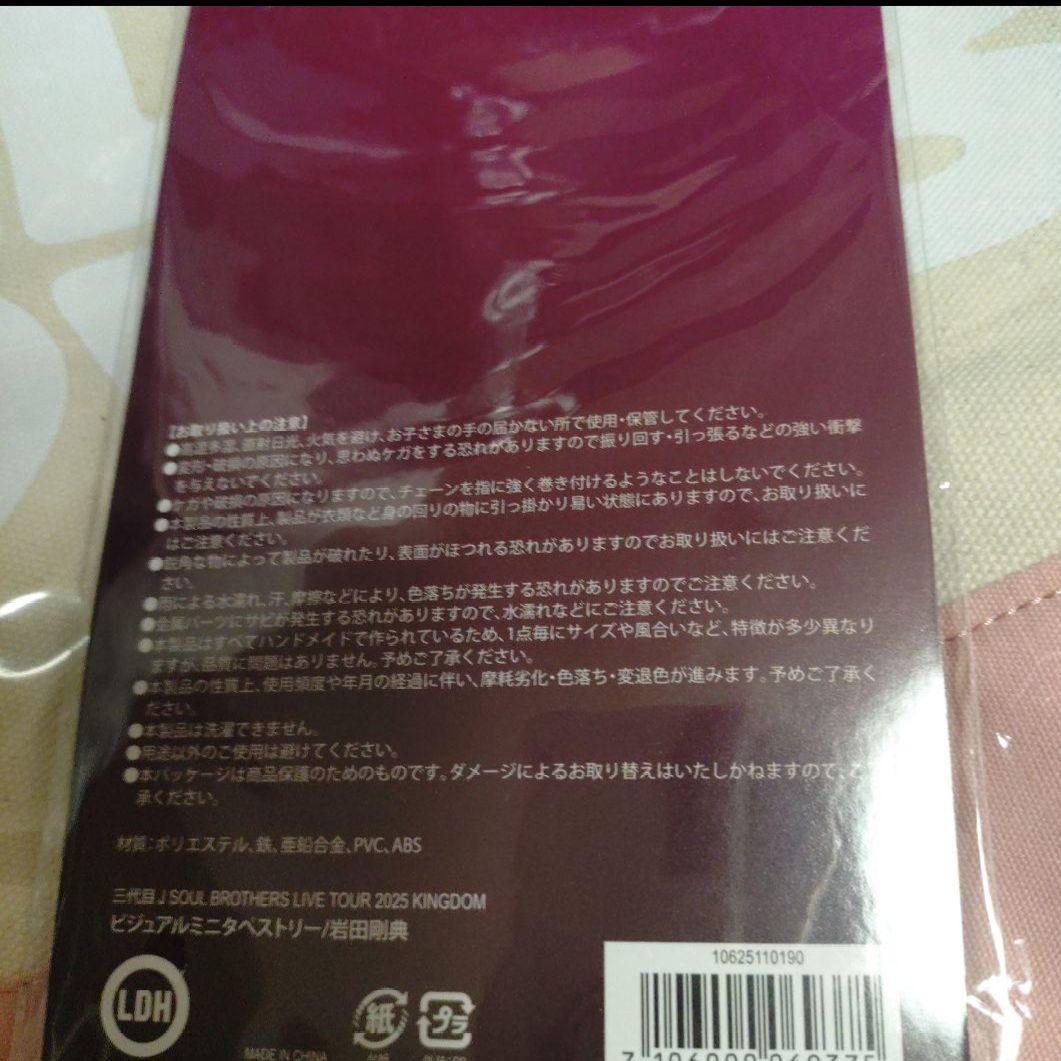 【お取り扱い上の注意】
●高温多湿、直射日光、火気を避け、お子さまの手の届かない所で使用・保管してください。
●変形・破損の原因になり、思わぬケガをする恐れがありますので振り回す・引っ張るなどの強い衝撃
を与えないでください。
●ケガや破損の原因になりますので、チェーンを指に強く巻き付けるようなことはしないでください。
●本製品の性質上、製品が衣類など身の回りの物に引っ掛かり易い状態にありますので、お取り扱いに
はご注意ください。
●鋭角な物によって製品が破れたり、表面がほつれる恐れがありますのでお取り扱いにはご注意くだ
さい。
●雨による水濡れ、汗、摩擦などにより、色落ちが発生する恐れがありますのでご注意ください。
●金属パーツにサビが発生する恐れがありますので、水濡れなどにご注意ください。
●本製品はすべてハンドメイドで作られているため、1点毎にサイズや風合いなど、特徴が多少異なり
ますが、品質に問題はありません。予めご了承ください。
●本製品の性質上、使用頻度や年月の経過に伴い、摩耗劣化・色落ち・変退色が進みます。予めご了承く
ださい。
●本製品は洗濯できません。
●用途以外のご使用は避けてください。
●本パッケージは商品保護のためのものです。ダメージによるお取り替えはいたしかねますので、ご
承ください。
材質：ポリエステル、鉄、亜鉛合金、PVC、ABS
三代目 J SOUL BROTHERS LIVE TOUR 2025 KINGDOM
ビジュアルミニタペストリー/岩田剛典
10625110190
LDH
紙 プラ
MADE IN CHINA